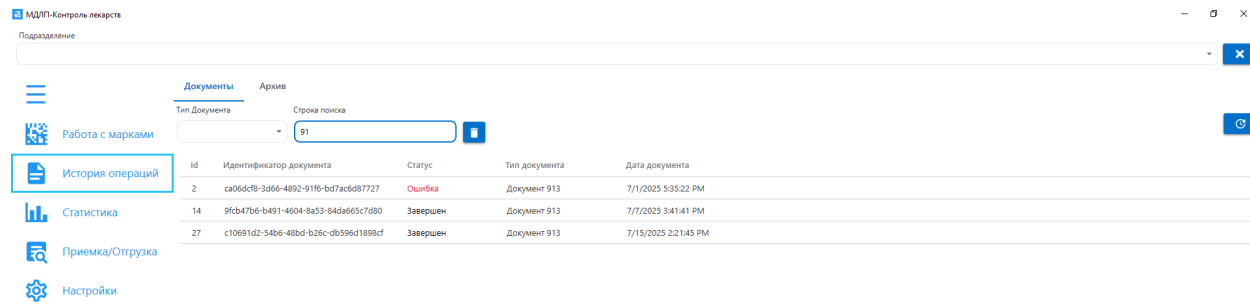 МДЛП-Контроль лекарств
Подразделение
Документы Архив
Тип Документа Строка поиска
91
Работа с марками
История операций
Статистика
Приемка/Отгрузка
Настройки
Id Идентификатор документа Статус Тип документа Дата документа
2 ca06dcf8-3d66-4892-91f6-bd7ac6d87727 Ошибка Документ 913 7/1/2025 5:35:22 PM
14 9fcb47b6-b491-4604-8a53-84da665c7d80 Завершен Документ 913 7/7/2025 3:41:41 PM
27 c10691d2-54b6-48bd-b26c-db596d1898cf Завершен Документ 913 7/15/2025 2:21:45 PM